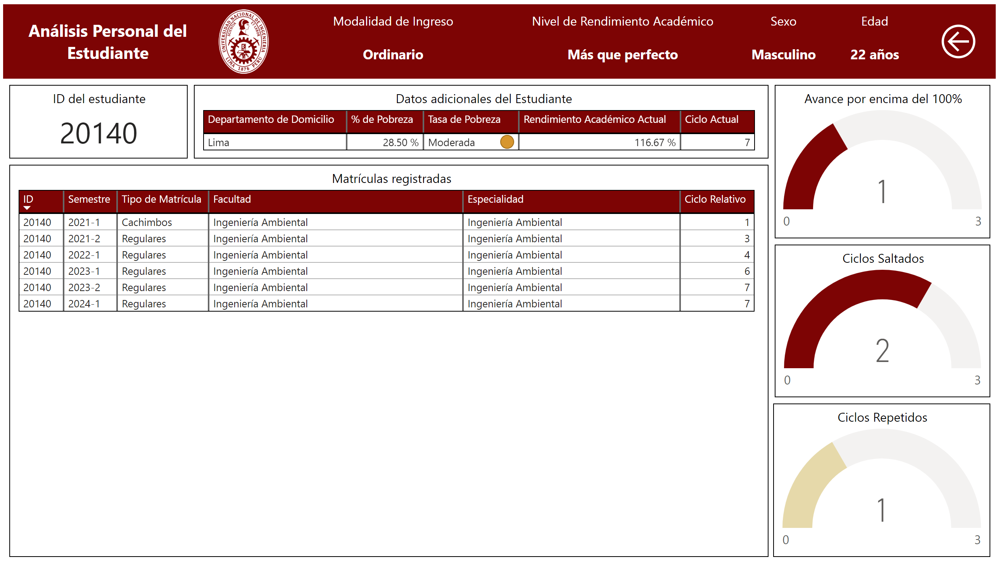 Análisis Personal del
Estudiante
UNIVERSIDAD NACIONAL DE INGENIERIA
SCIENTIA ET LABOR
LIMA 1876 PERU
Modalidad de Ingreso
Ordinario
Nivel de Rendimiento Académico
Más que perfecto
Sexo
Masculino
Edad
22 años
ID del estudiante
20140
Datos adicionales del Estudiante
Departamento de Domicilio % de Pobreza Tasa de Pobreza Rendimiento Académico Actual Ciclo Actual
Lima 28.50 % Moderada 116.67 % 7
Matrículas registradas
ID Semestre Tipo de Matrícula Facultad Especialidad Ciclo Relativo
20140 2021-1 Cachimbos Ingeniería Ambiental Ingeniería Ambiental 1
20140 2021-2 Regulares Ingeniería Ambiental Ingeniería Ambiental 3
20140 2022-1 Regulares Ingeniería Ambiental Ingeniería Ambiental 4
20140 2023-1 Regulares Ingeniería Ambiental Ingeniería Ambiental 6
20140 2023-2 Regulares Ingeniería Ambiental Ingeniería Ambiental 7
20140 2024-1 Regulares Ingeniería Ambiental Ingeniería Ambiental 7
Avance por encima del 100%
1
0 3
Ciclos Saltados
2
0 3
Ciclos Repetidos
1
0 3